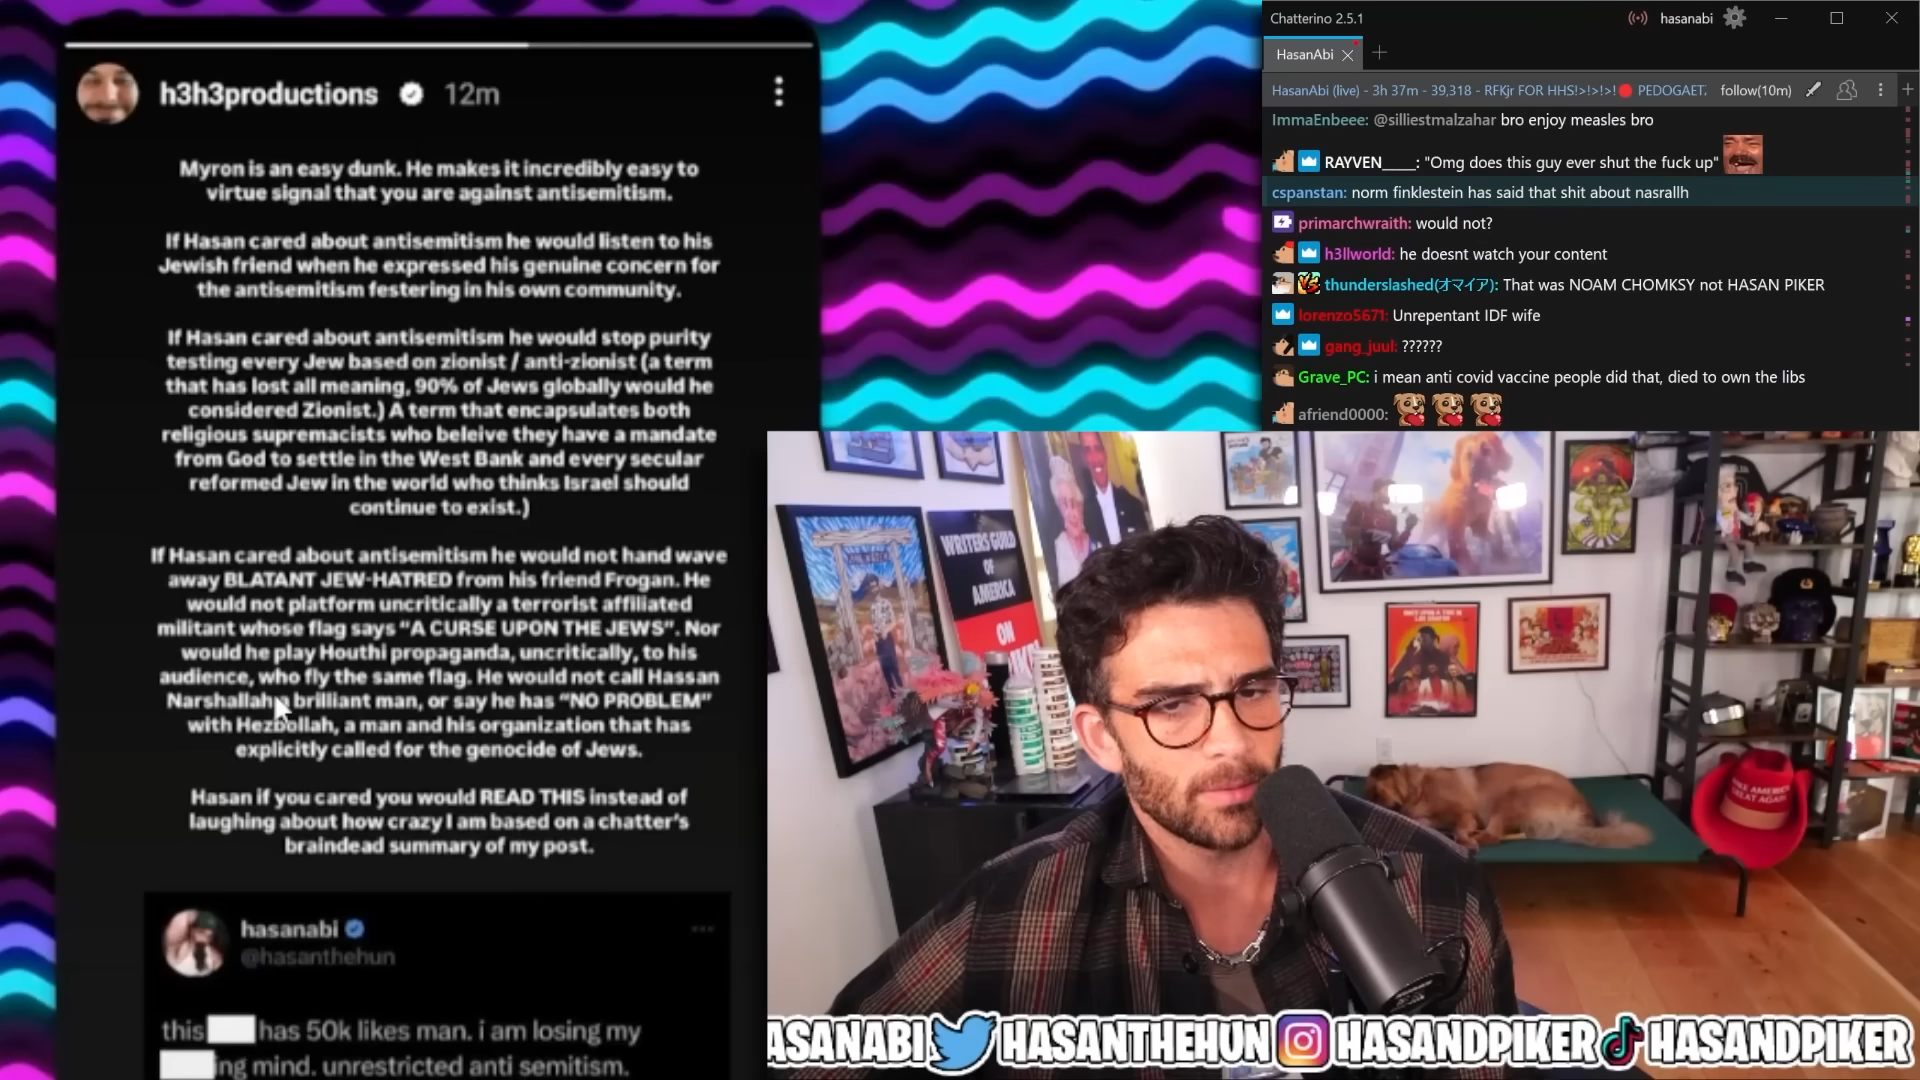 h3h3productions 12m
Myron is an easy dunk. He makes it incredibly easy to
virtue signal that you are against antisemitism.
If Hasan cared about antisemitism he would listen to his
Jewish friend when he expressed his genuine concern for
the antisemitism festering in his own community.
If Hasan cared about antisemitism he would stop purity
testing every Jew based on zionist / anti-zionist (a term
that has lost all meaning, 90% of Jews globally would he
considered Zionist.) A term that encapsulates both
religious supremacists who beleive they have a mandate
from God to settle in the West Bank and every secular
reformed Jew in the world who thinks Israel should
continue to exist.)
If Hasan cared about antisemitism he would not hand wave
away BLATANT JEW-HATRED from his friend Frogan. He
would not platform uncritically a terrorist affiliated
militant whose flag says "A CURSE UPON THE JEWS". Nor
would he play Houthi propaganda, uncritically, to his
audience, who fly the same flag. He would not call Hassan
Narshallah a brilliant man, or say he has "NO PROBLEM"
with Hezbollah, a man and his organization that has
explicitly called for the genocide of Jews.
Hasan if you cared you would READ THIS instead of
laughing about how crazy I am based on a chatter's
braindead summary of my post.
hasanabi
@hasanthehun
this has 50k likes man. i am losing my
ing mind. unrestricted anti semitism.
Chatterino 2.5.1
hasanabi
HasanAbi
HasanAbi (live) - 3h 37m - 39,318 - RFKjr FOR HHS!>!>!>! PEDOGAET. follow(10m)
ImmaEnbeee: @silliestmalzahar bro enjoy measles bro
RAYVEN____: "Omg does this guy ever shut the fuck up"
cspanstan: norm finklestein has said that shit about nasrallh
primarchwraith: would not?
h3llworld: he doesnt watch your content
thunderslashed(オマイア): That was NOAM CHOMKSY not HASAN PIKER
lorenzo5671: Unrepentant IDF wife
gang_juul: ??????
Grave_PC: i mean anti covid vaccine people did that, died to own the libs
afriend0000:
WRITERS GUILD
OF
AMERICA
ON
ASANABI HASANTHEHUN HASANDPIKER HASANDPIKER